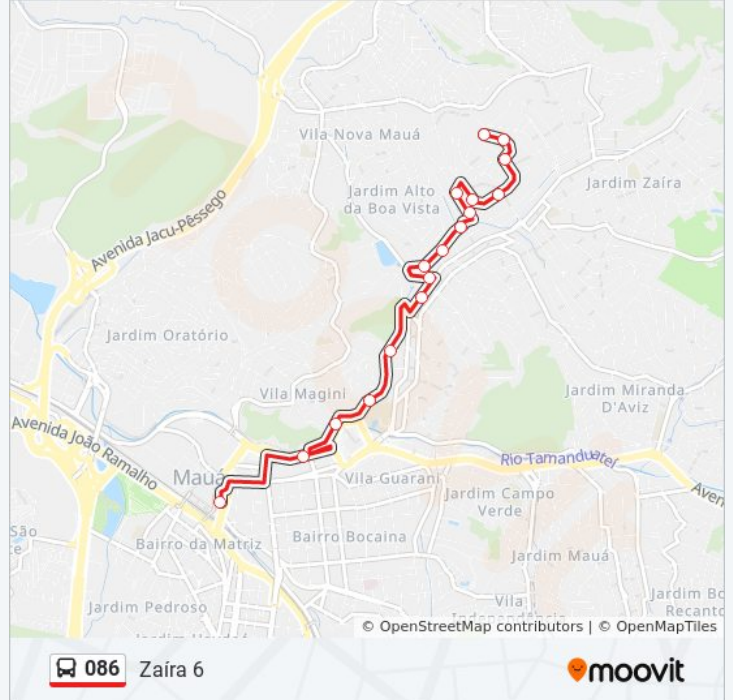 Vila Nova Mauá
Jardim Alto
da Boa Vista
Jardim Zaíra
Avenida Jacu-Pêssego
Jardim Oratório
Vila Magini
Jardim Miranda
D'Aviz
Avenida João Ramalho
Mauá
Rio Tamanduateí
Vila Guarani
Jardim Campo
Verde
São
Bairro da Matriz
Bairro Bocaina
Jardim Mauá
Jardim Pedroso
Vila
Jardim
© OpenStreetMap contributors | © OpenMapTiles
086 Zaíra 6
moovit